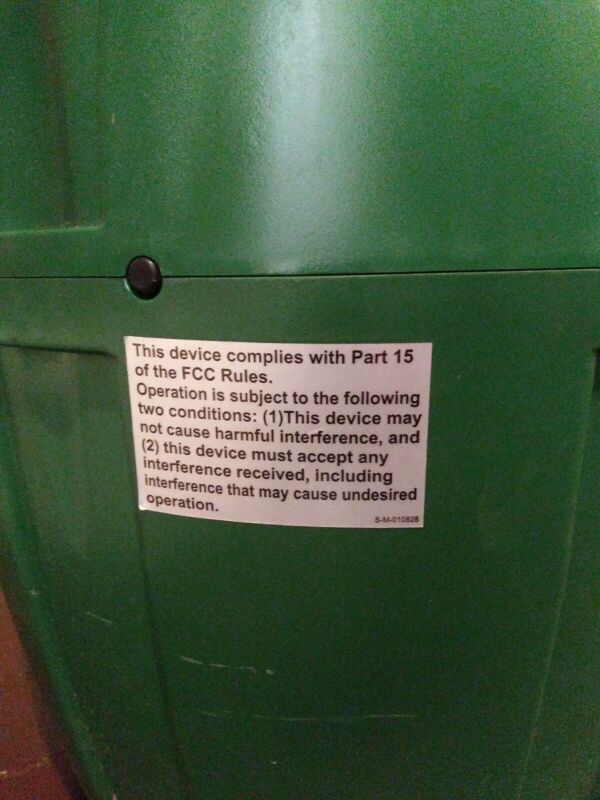 This device complies with Part 15
of the FCC Rules.
Operation is subject to the following
two conditions: (1)This device may
not cause harmful interference, and
(2) this device must accept any
interference received, including
interference that may cause undesired
operation.
S-M-010828